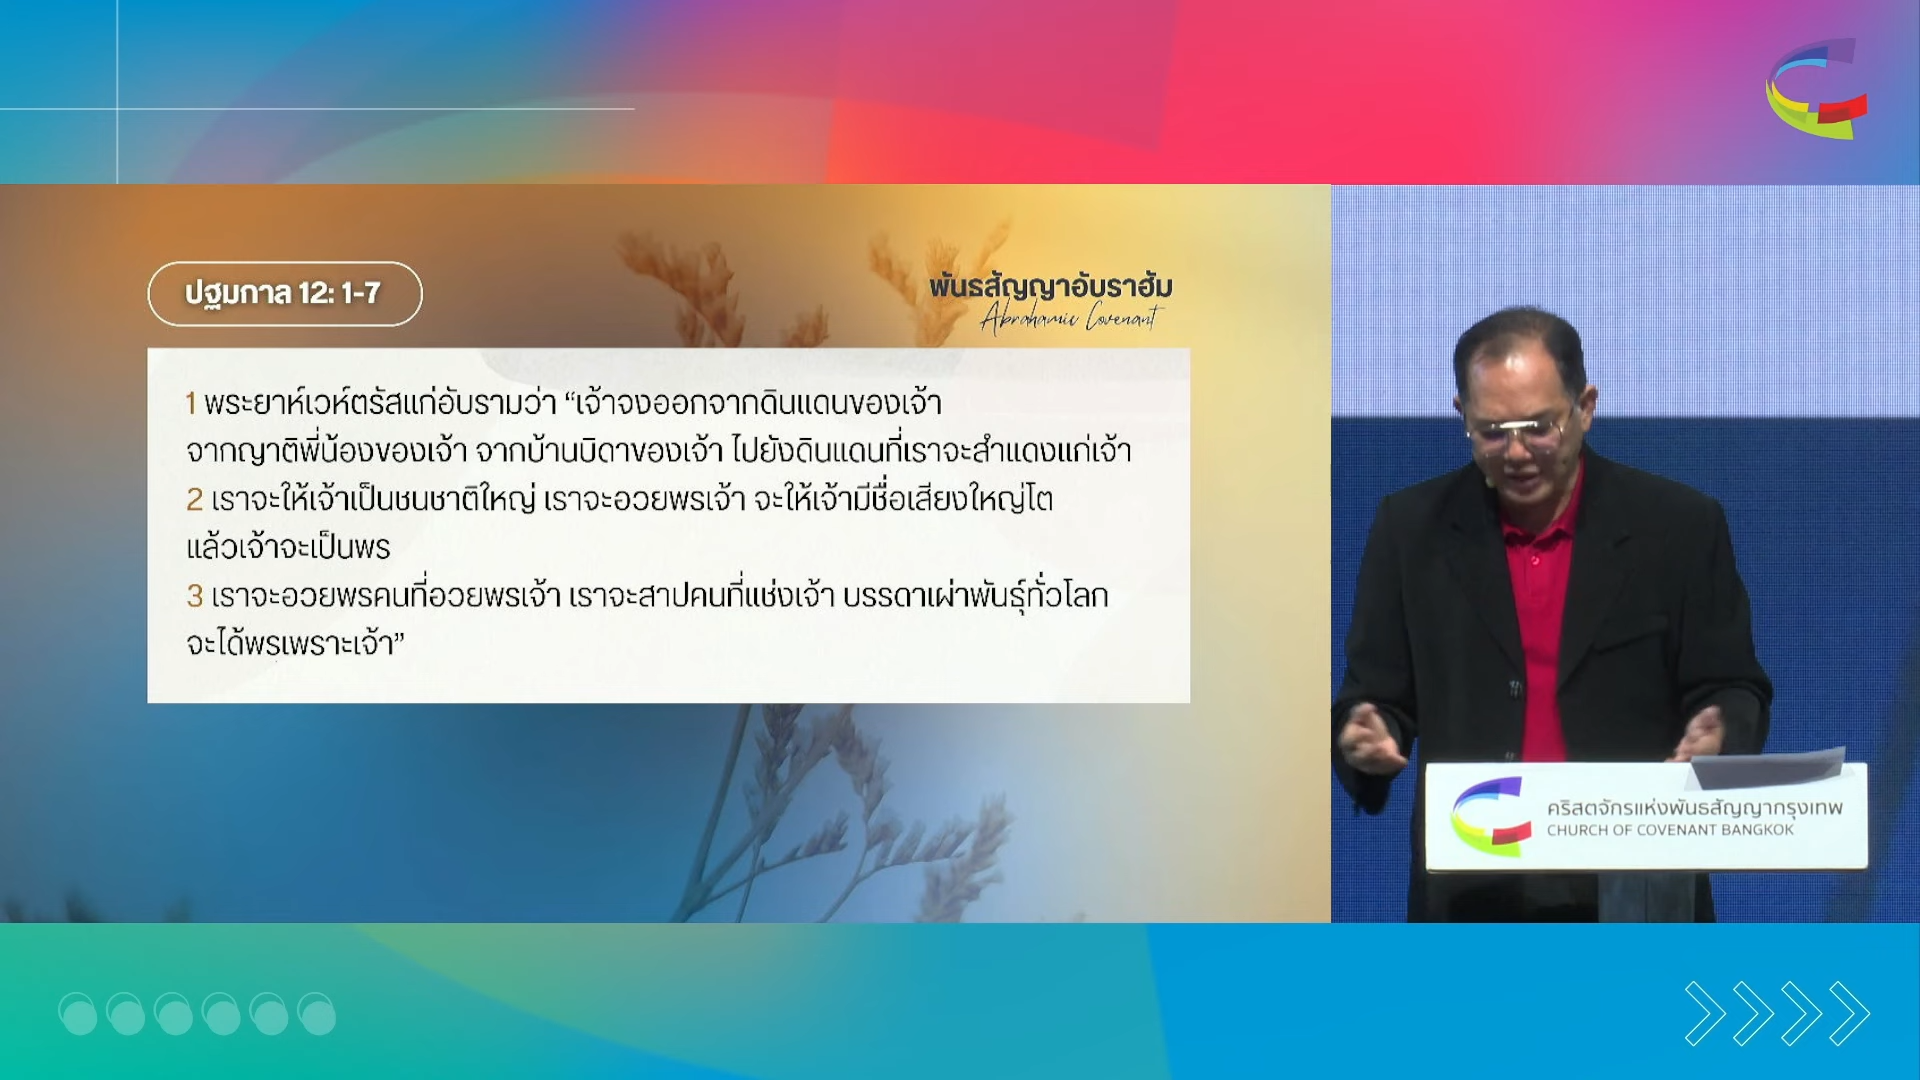 ปฐมกาล 12: 1-7
พันธสัญญาอับราฮัม
Abrahamic Covenant
1 พระยาห์เวห์ตรัสแก่อับรามว่า “เจ้าจงออกจากดินแดนของเจ้า
จากญาติพี่น้องของเจ้า จากบ้านบิดาของเจ้า ไปยังดินแดนที่เราจะสำแดงแก่เจ้า
2 เราจะให้เจ้าเป็นชนชาติใหญ่ เราจะอวยพรเจ้า จะให้เจ้ามีชื่อเสียงใหญ่โต
แล้วเจ้าจะเป็นพร
3 เราจะอวยพรคนที่อวยพรเจ้า เราจะสาปคนที่แช่งเจ้า บรรดาเผ่าพันธุ์ทั่วโลก
จะได้พรเพราะเจ้า”
คริสตจักรแห่งพันธสัญญากรุงเทพ
CHURCH OF COVENANT BANGKOK